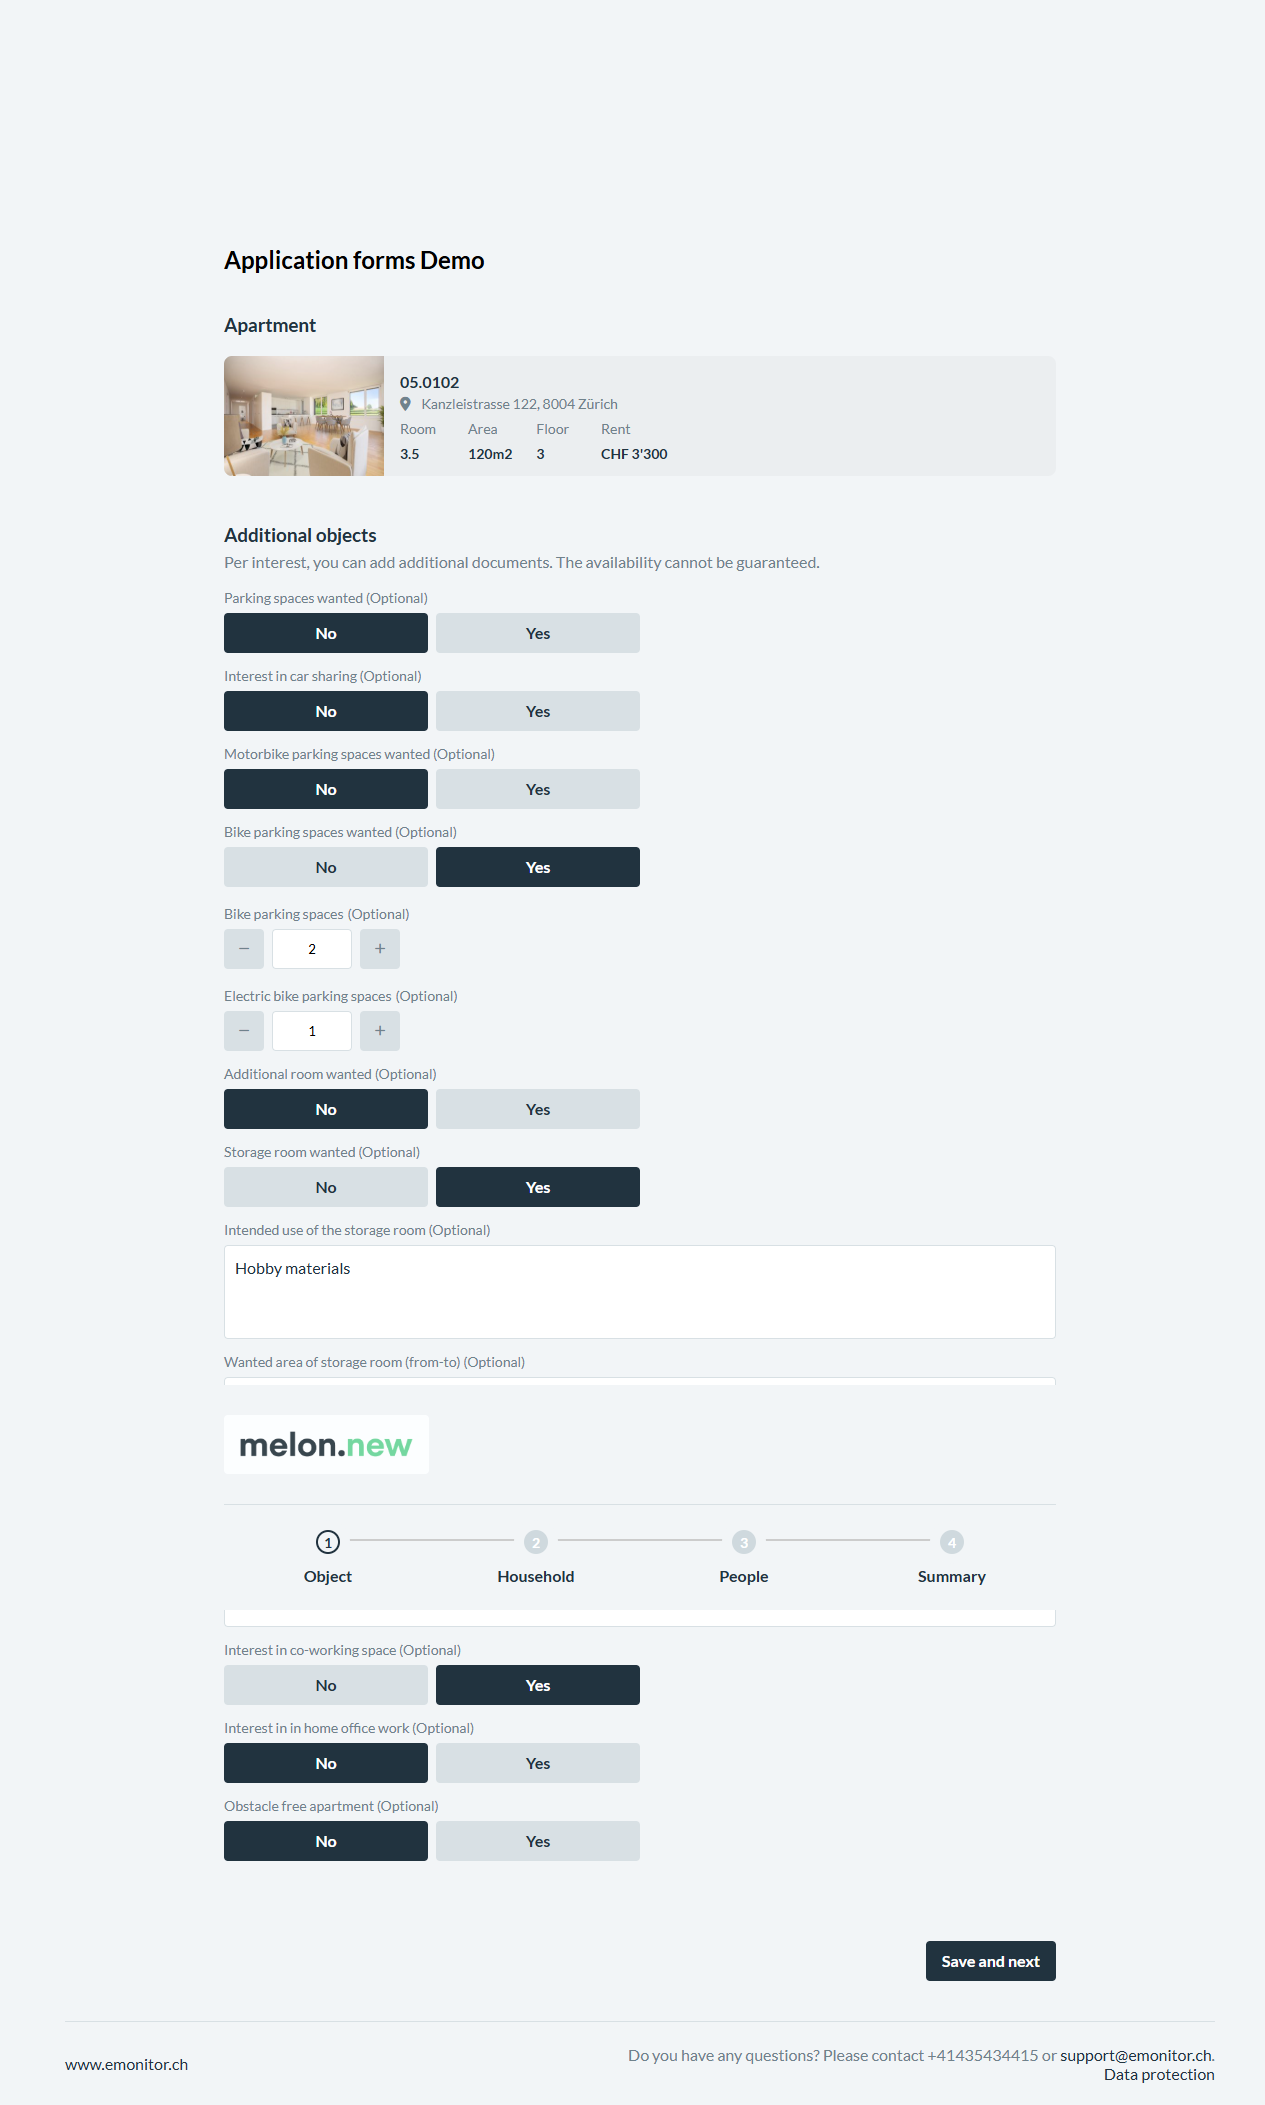 Application forms Demo
Apartment
05.0102
Kanzleistrasse 122, 8004 Zürich
Room Area Floor Rent
3.5 120m2 3 CHF 3'300
Additional objects
Per interest, you can add additional documents. The availability cannot be guaranteed.
Parking spaces wanted (Optional)
No Yes
Interest in car sharing (Optional)
No Yes
Motorbike parking spaces wanted (Optional)
No Yes
Bike parking spaces wanted (Optional)
No Yes
Bike parking spaces (Optional)
− 2 +
Electric bike parking spaces (Optional)
− 1 +
Additional room wanted (Optional)
No Yes
Storage room wanted (Optional)
No Yes
Intended use of the storage room (Optional)
Hobby materials
Wanted area of storage room (from-to) (Optional)
melon.new
1 2 3 4
Object Household People Summary
Interest in co-working space (Optional)
No Yes
Interest in in home office work (Optional)
No Yes
Obstacle free apartment (Optional)
No Yes
Save and next
www.emonitor.ch
Do you have any questions? Please contact +41435434415 or support@emonitor.ch.
Data protection